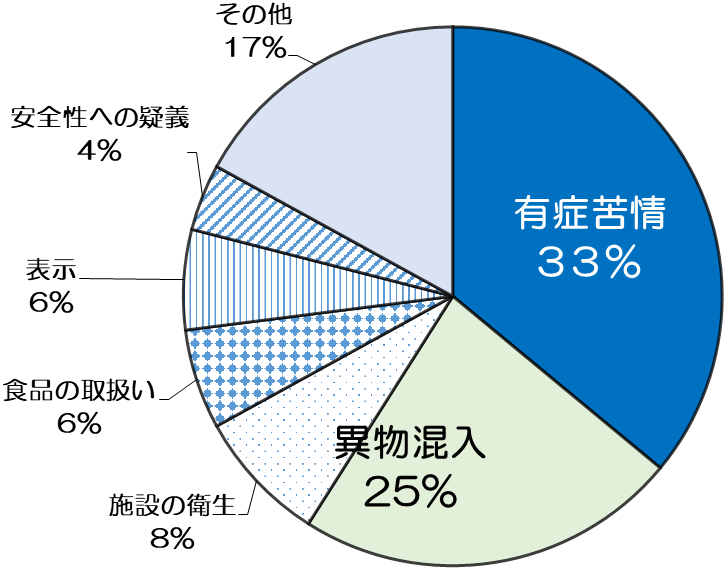 その他
17%
安全性への疑義
4%
有症苦情
33%
表示
6%
食品の取扱い
6%
異物混入
25%
施設の衛生
8%